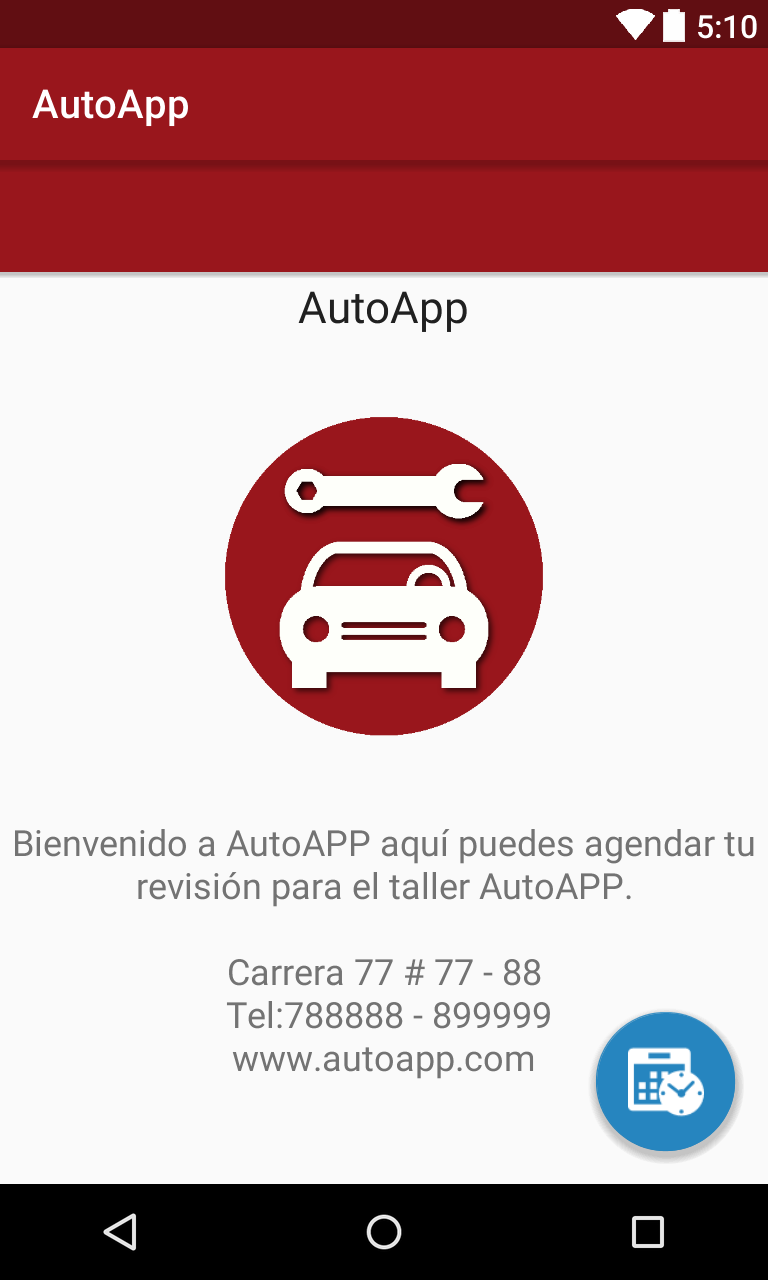 5:10
AutoApp
AutoApp
Bienvenido a AutoAPP aquí puedes agendar tu
revisión para el taller AutoAPP.
Carrera 77 # 77 - 88
Tel:788888 - 899999
www.autoapp.com